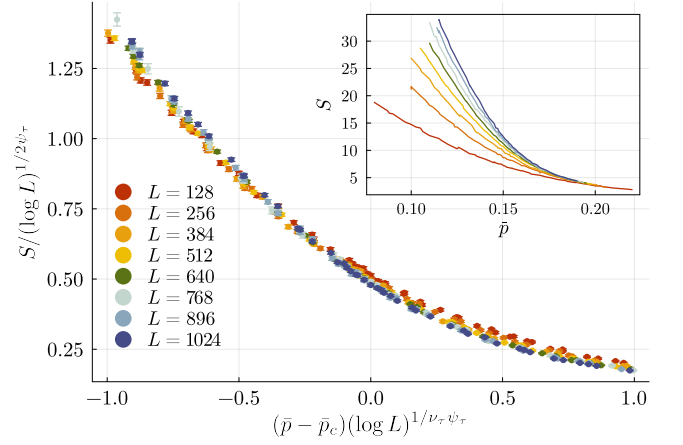 S/(log L)^{1/2ψ_τ}
1.25
1.00
0.75
0.50
0.25
−1.0 −0.5 0.0 0.5 1.0
(p̄ − p̄_c)(log L)^{1/ν_τ ψ_τ}
L = 128
L = 256
L = 384
L = 512
L = 640
L = 768
L = 896
L = 1024
S
30
25
20
15
10
5
0.10 0.15 0.20
p̄